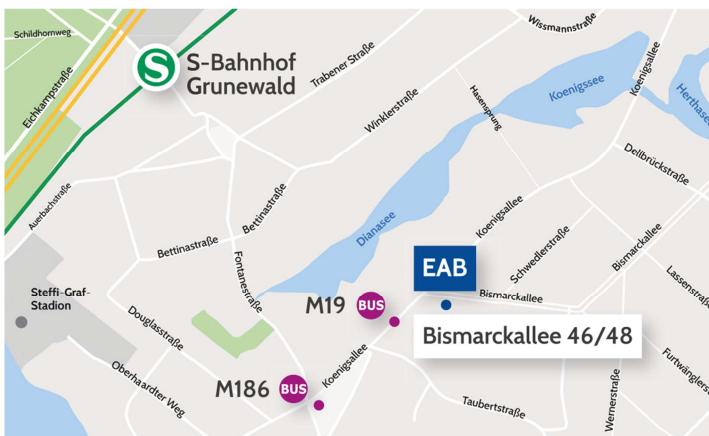 Schildhornweg
Eichkampstraße
S
S-Bahnhof
Grunewald
Trabener Straße
Wissmannstraße
Winklerstraße
Hasensprung
Koenigssee
Koenigsallee
Herthasee
Dellbrückstraße
Auerbachstraße
Bettinastraße
Bettinastraße
Dianasee
Koenigsallee
Schwedlerstraße
Bismarckallee
Lassenstraße
Fontanestraße
EAB
Bismarckallee
Steffi-Graf-
Stadion
Douglasstraße
M19
BUS
Bismarckallee 46/48
Oberhaardter Weg
Koenigsallee
M186
BUS
Taubertstraße
Wernerstraße
Furtwänglerst